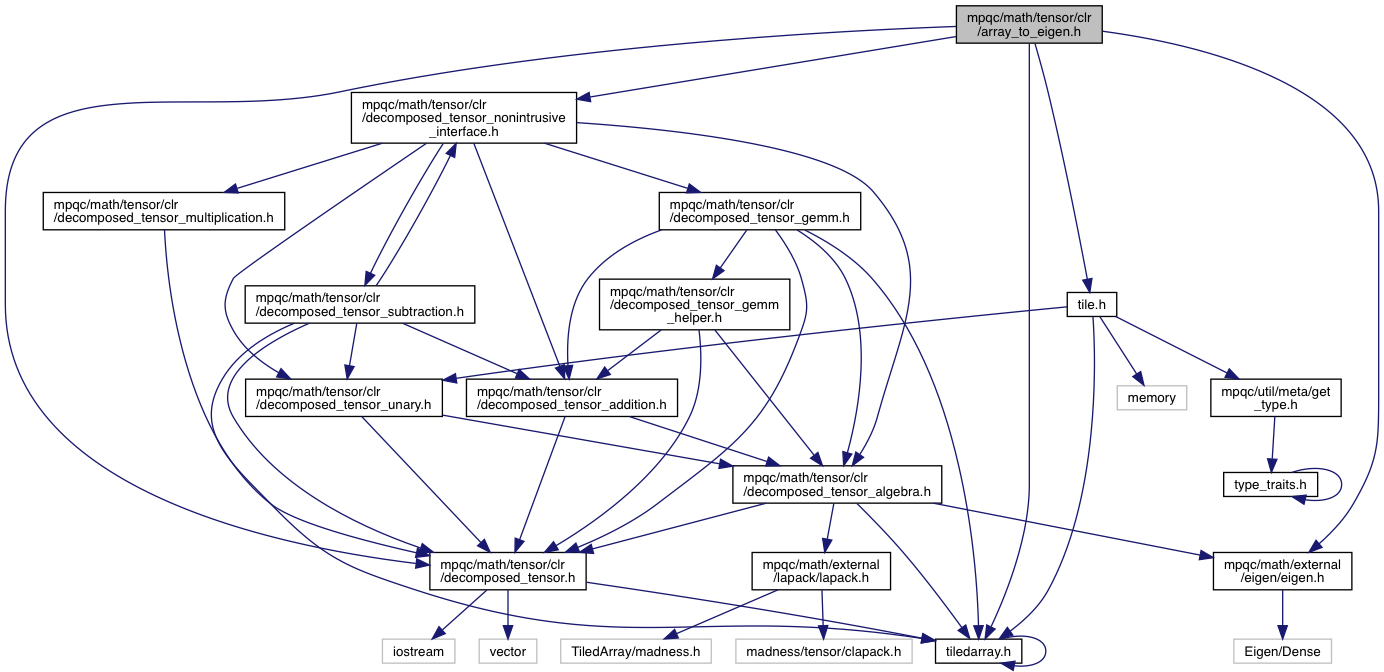 mpqc/math/tensor/clr
/array_to_eigen.h
mpqc/math/tensor/clr
/decomposed_tensor_nonintrusive
_interface.h
mpqc/math/tensor/clr
/decomposed_tensor_multiplication.h
mpqc/math/tensor/clr
/decomposed_tensor_gemm.h
mpqc/math/tensor/clr
/decomposed_tensor_subtraction.h
mpqc/math/tensor/clr
/decomposed_tensor_gemm
_helper.h
tile.h
mpqc/math/tensor/clr
/decomposed_tensor_unary.h
mpqc/math/tensor/clr
/decomposed_tensor_addition.h
memory
mpqc/util/meta/get
_type.h
mpqc/math/tensor/clr
/decomposed_tensor_algebra.h
type_traits.h
mpqc/math/tensor/clr
/decomposed_tensor.h
mpqc/math/external
/lapack/lapack.h
mpqc/math/external
/eigen/eigen.h
iostream
vector
TiledArray/madness.h
madness/tensor/clapack.h
tiledarray.h
Eigen/Dense